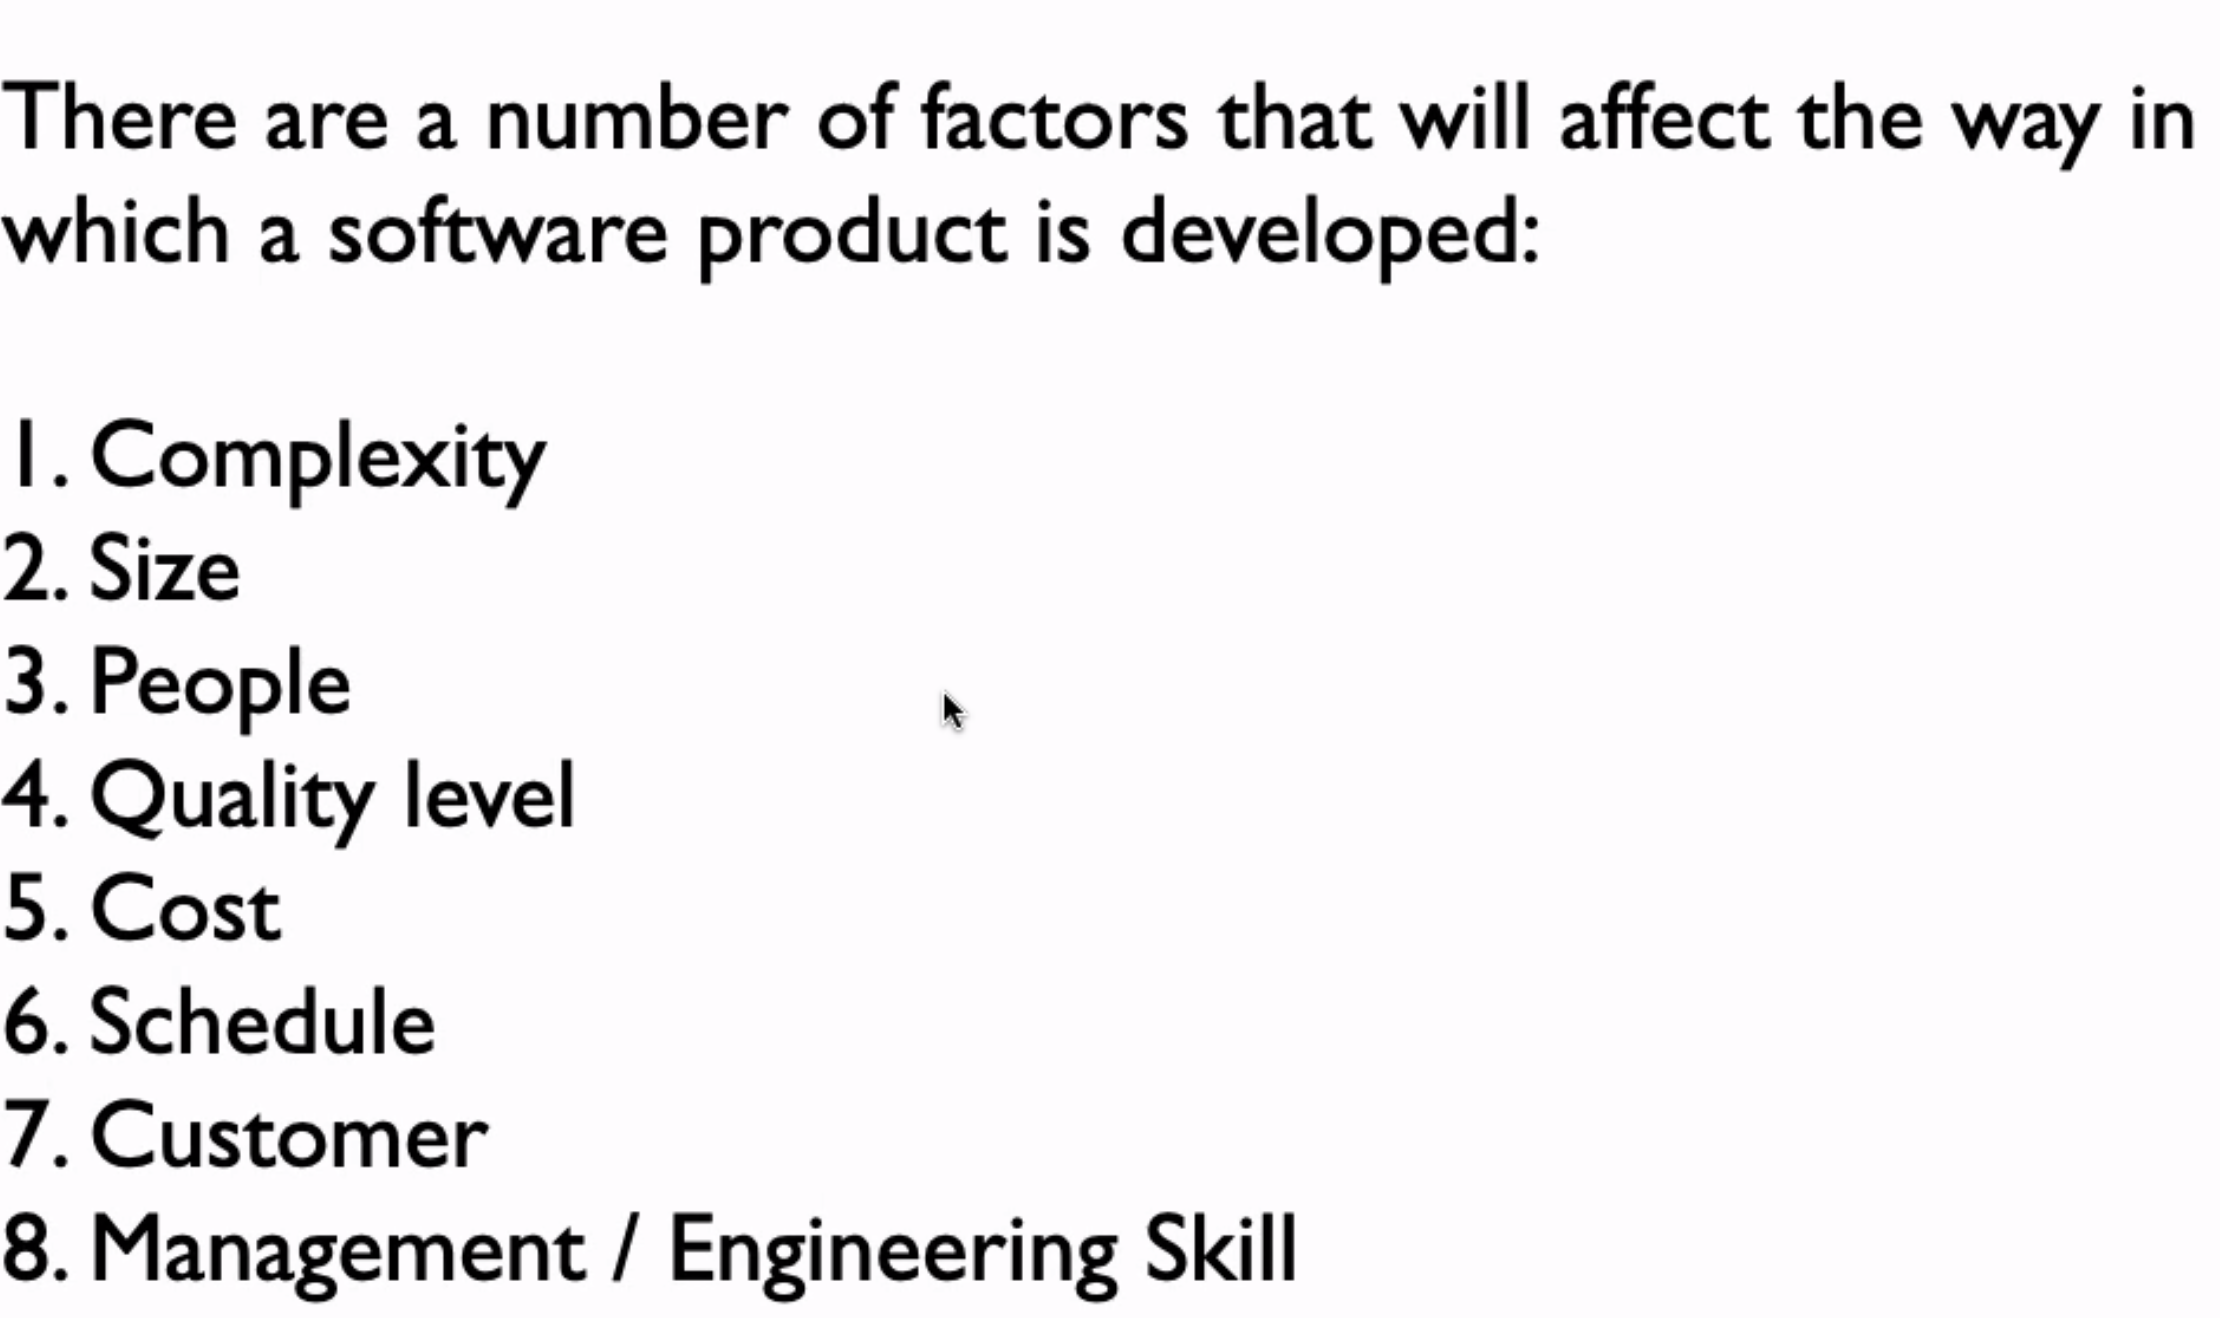 There are a number of factors that will affect the way in
which a software product is developed:
1. Complexity
2. Size
3. People
4. Quality level
5. Cost
6. Schedule
7. Customer
8. Management / Engineering Skill